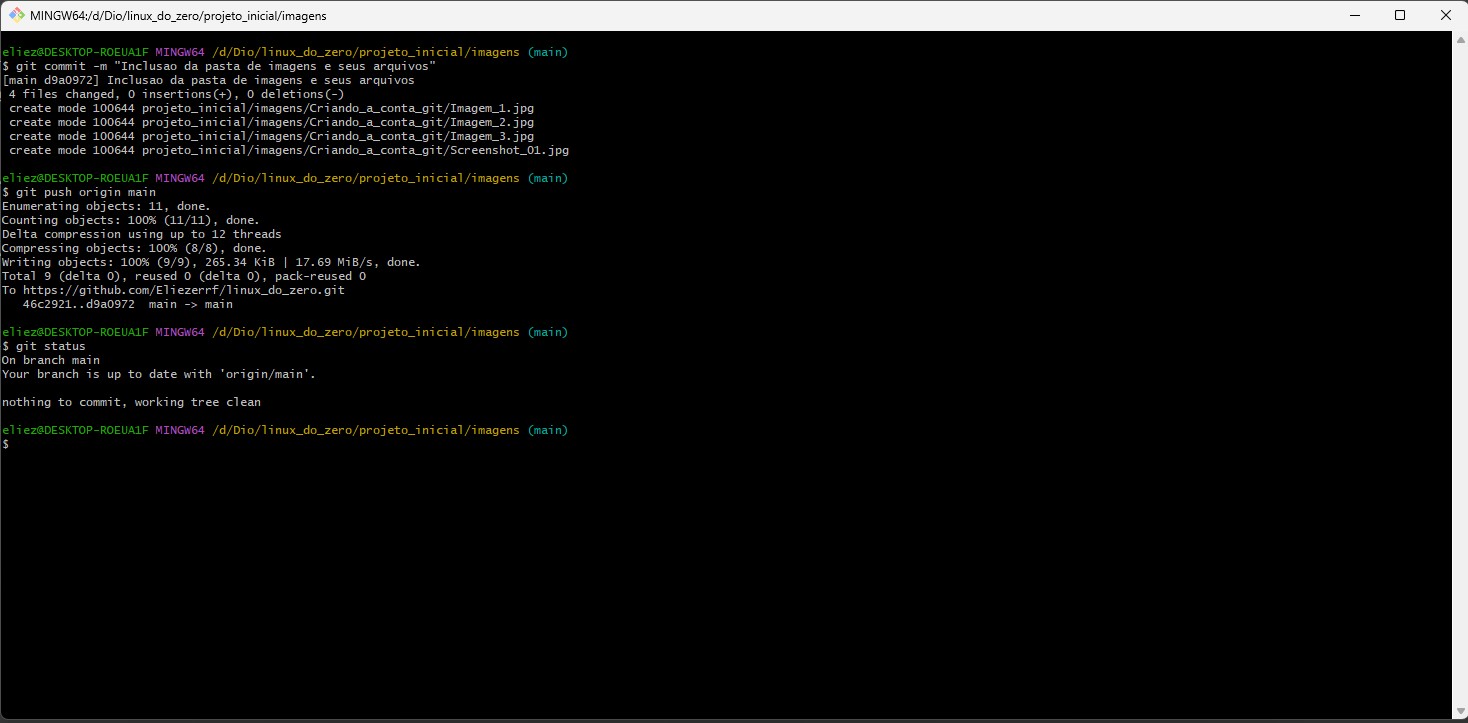 MINGW64:/d/Dio/linux_do_zero/projeto_inicial/imagens
eliez@DESKTOP-ROEUA1F MINGW64 /d/Dio/linux_do_zero/projeto_inicial/imagens (main)
$ git commit -m "Inclusao da pasta de imagens e seus arquivos"
[main d9a0972] Inclusao da pasta de imagens e seus arquivos
 4 files changed, 0 insertions(+), 0 deletions(-)
 create mode 100644 projeto_inicial/imagens/Criando_a_conta_git/Imagem_1.jpg
 create mode 100644 projeto_inicial/imagens/Criando_a_conta_git/Imagem_2.jpg
 create mode 100644 projeto_inicial/imagens/Criando_a_conta_git/Imagem_3.jpg
 create mode 100644 projeto_inicial/imagens/Criando_a_conta_git/Screenshot_01.jpg
eliez@DESKTOP-ROEUA1F MINGW64 /d/Dio/linux_do_zero/projeto_inicial/imagens (main)
$ git push origin main
Enumerating objects: 11, done.
Counting objects: 100% (11/11), done.
Delta compression using up to 12 threads
Compressing objects: 100% (8/8), done.
Writing objects: 100% (9/9), 265.34 KiB | 17.69 MiB/s, done.
Total 9 (delta 0), reused 0 (delta 0), pack-reused 0
To https://github.com/Eliezerrf/linux_do_zero.git
   46c2921..d9a0972  main -> main
eliez@DESKTOP-ROEUA1F MINGW64 /d/Dio/linux_do_zero/projeto_inicial/imagens (main)
$ git status
On branch main
Your branch is up to date with 'origin/main'.
nothing to commit, working tree clean
eliez@DESKTOP-ROEUA1F MINGW64 /d/Dio/linux_do_zero/projeto_inicial/imagens (main)
$